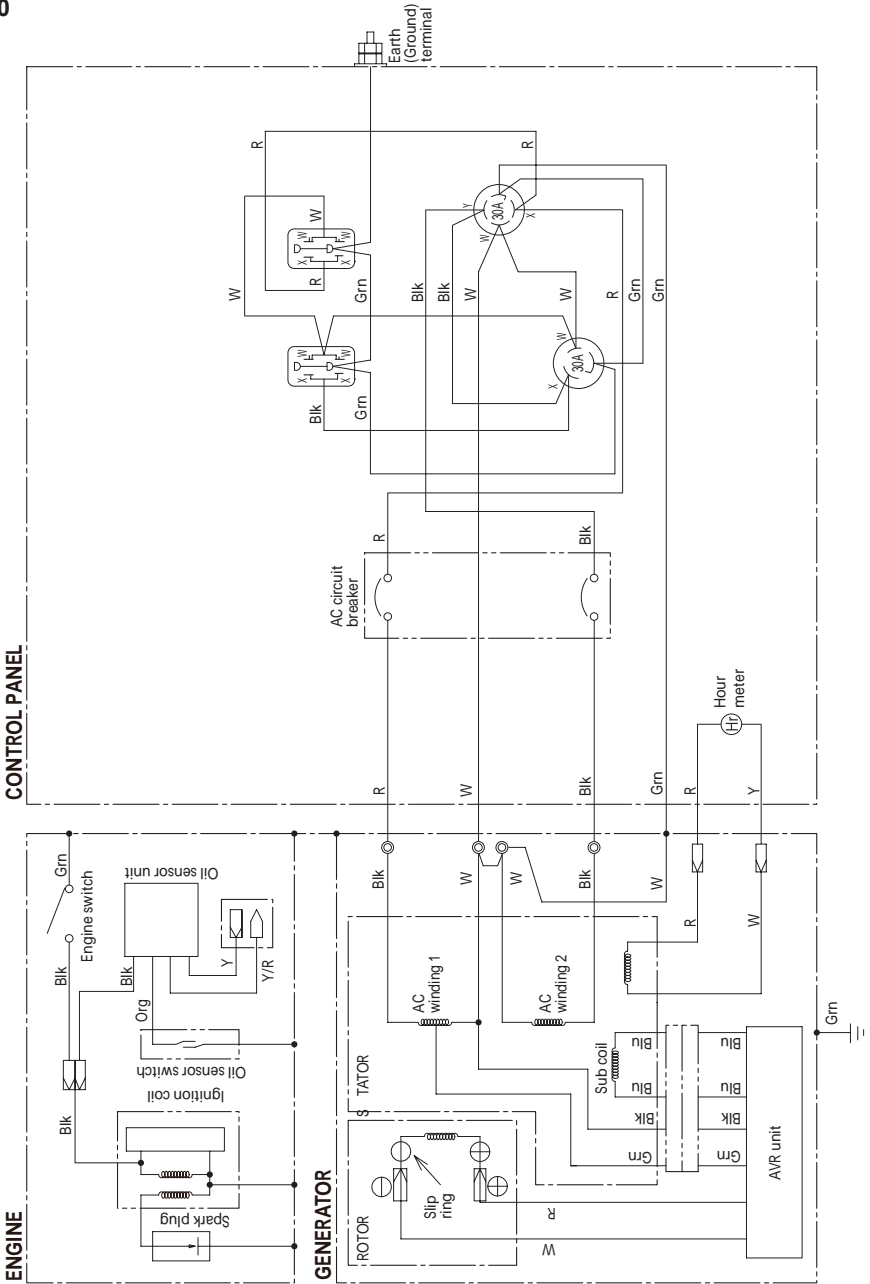 0
CONTROL PANEL
Earth
(Ground)
terminal
R
W
W
W
X
W
X
R
W
Grn
W
X
W
X
Blk
Grn
R
Y
30A
W
X
Blk
Blk
W
W
R
Grn
Grn
W
30A
X
R
Blk
AC circuit
breaker
R
W
Blk
Grn
R
Y
Hour
meter
Hr
ENGINE
Grn
Engine switch
Blk
Oil sensor unit
Blk
Y
Y/R
Org
Oil sensor switch
Blk
Ignition coil
Spark plug
GENERATOR
Blk
W
W
Blk
W
R
W
AC
winding 1
AC
winding 2
STATOR
Sub coil
Blu
Blu
Blk
Grn
Blu
Blu
Blk
Grn
AVR unit
ROTOR
Slip
ring
R
W
Grn